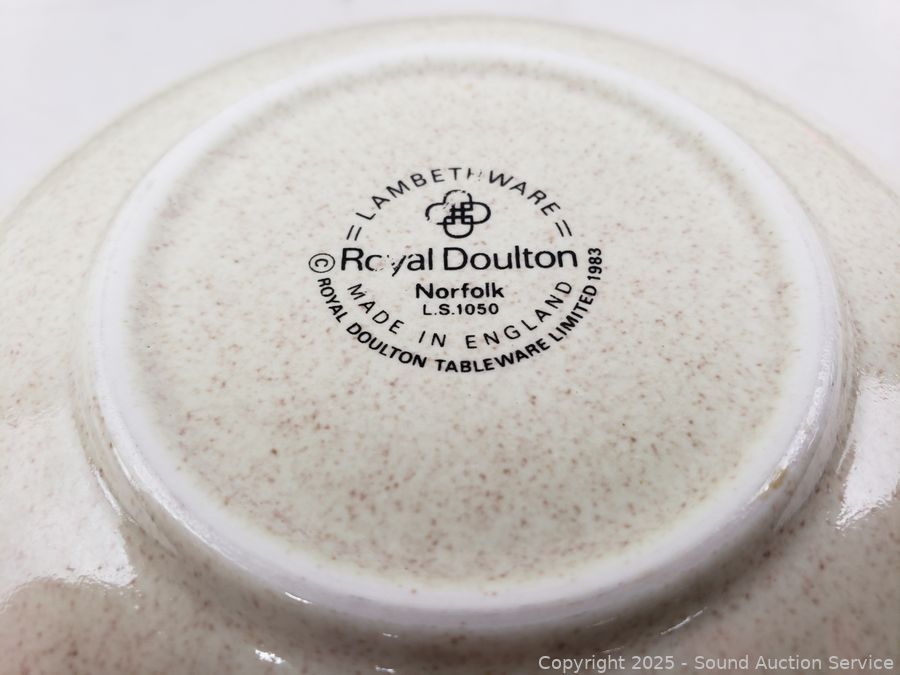 =LAMBETHWARE=
Royal Doulton
Norfolk
L.S.1050
MADE IN ENGLAND
© ROYAL DOULTON TABLEWARE LIMITED 1983
Copyright 2025 - Sound Auction Service